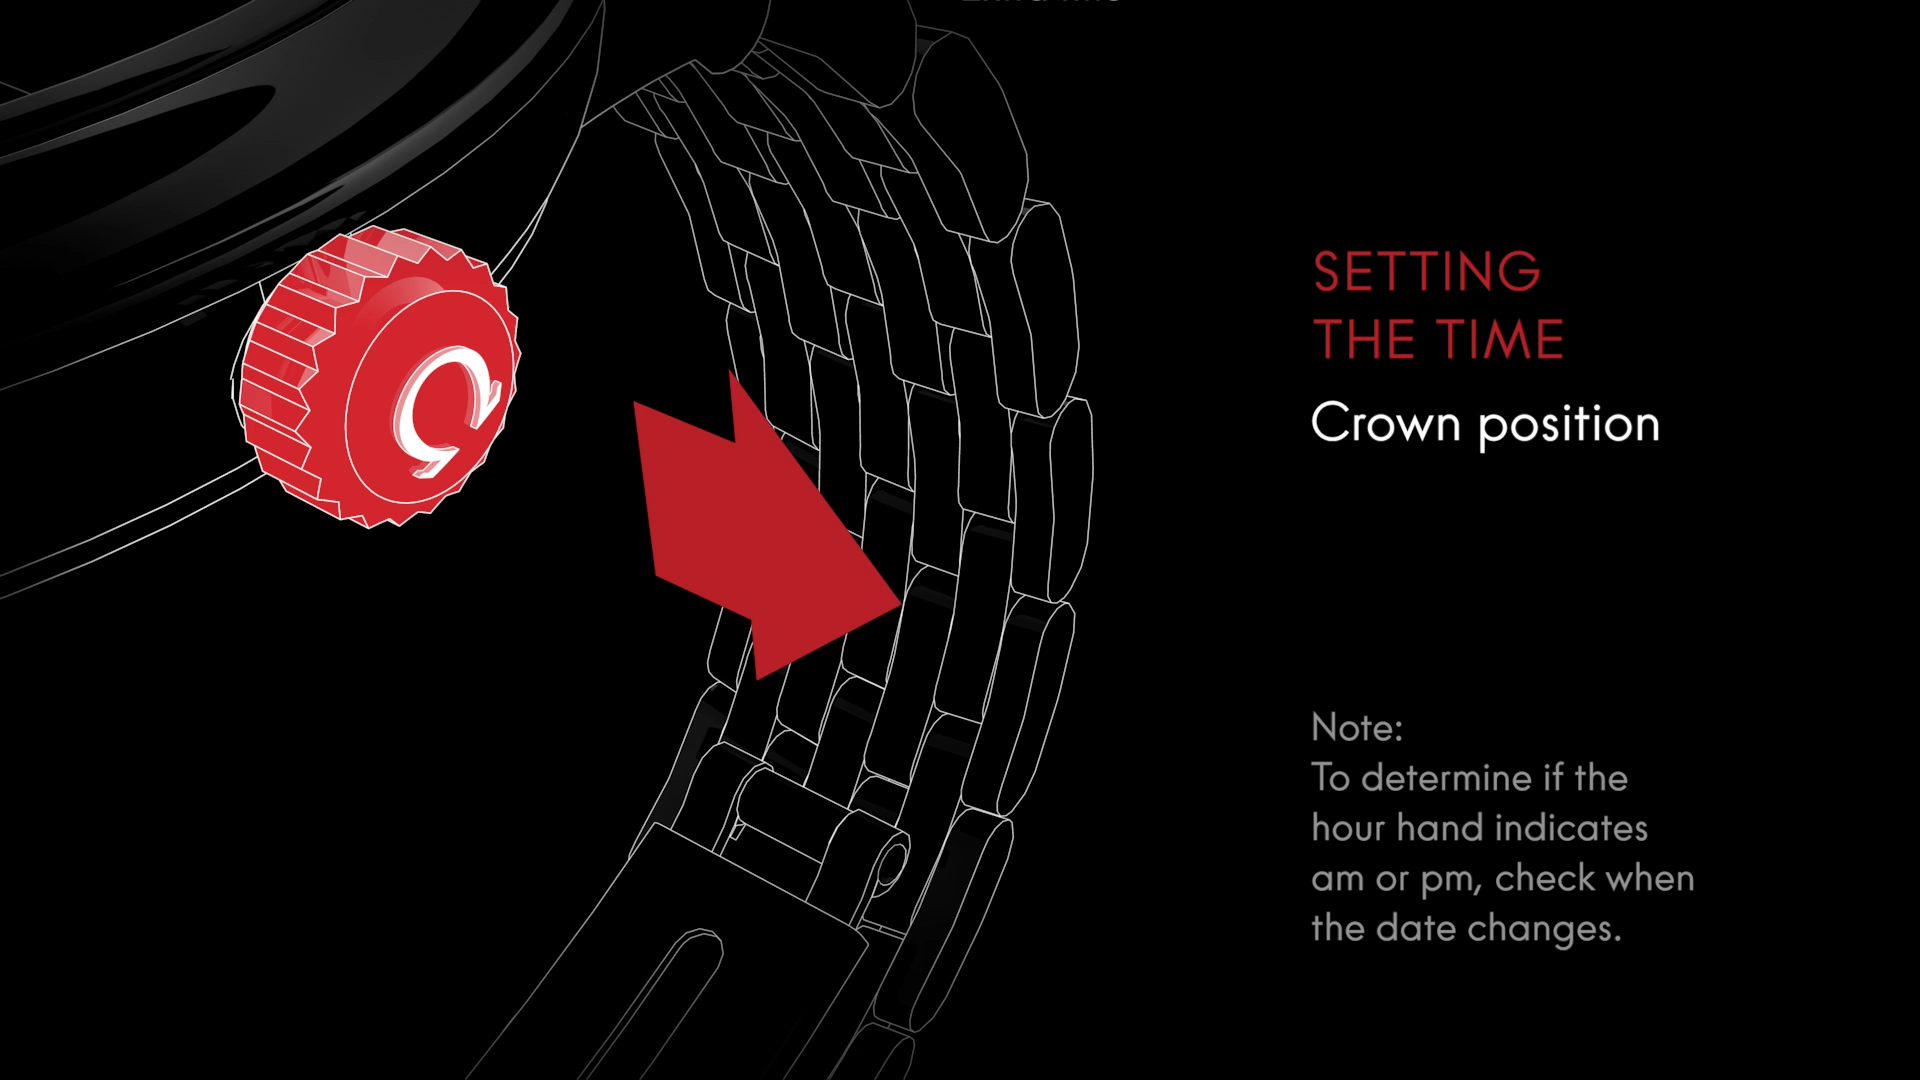 SETTING
THE TIME
Crown position
Note:
To determine if the
hour hand indicates
am or pm, check when
the date changes.